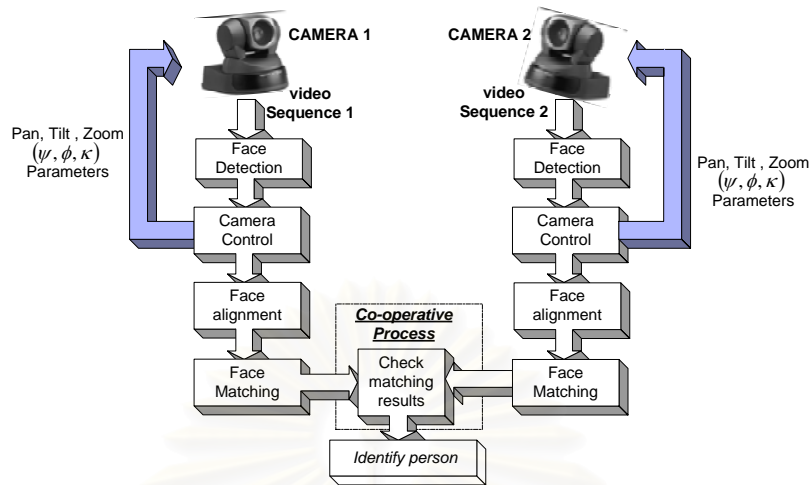 CAMERA 1
video
Sequence 1
Pan, Tilt , Zoom
(ψ, φ, κ)
Parameters
Face
Detection
Camera
Control
Face
alignment
Face
Matching
CAMERA 2
video
Sequence 2
Pan, Tilt , Zoom
(ψ, φ, κ)
Parameters
Face
Detection
Camera
Control
Face
alignment
Face
Matching
Co-operative
Process
Check
matching
results
Identify person